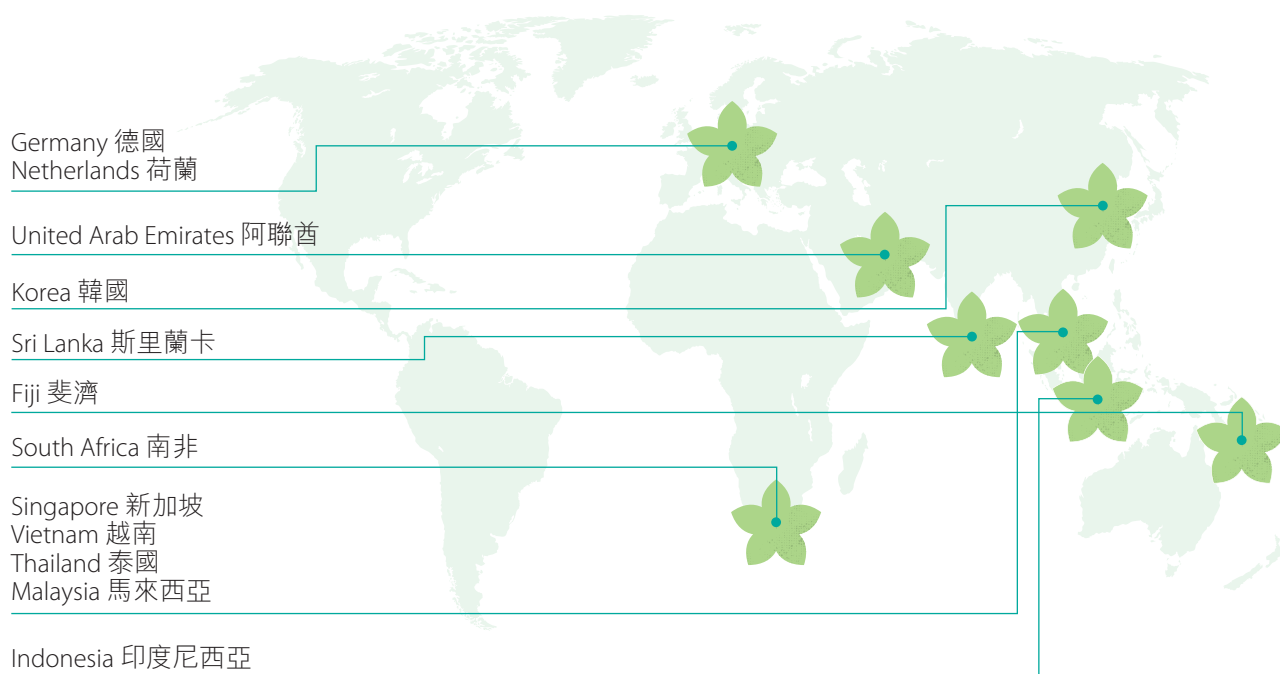 Germany 德國
Netherlands 荷蘭
United Arab Emirates 阿聯酋
Korea 韓國
Sri Lanka 斯里蘭卡
Fiji 斐濟
South Africa 南非
Singapore 新加坡
Vietnam 越南
Thailand 泰國
Malaysia 馬來西亞
Indonesia 印度尼西亞